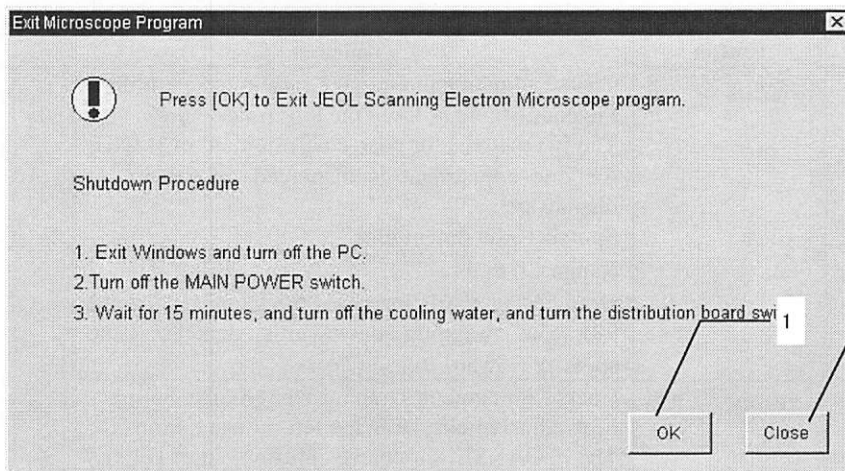 Exit Microscope Program
Press [OK] to Exit JEOL Scanning Electron Microscope program.
Shutdown Procedure
1. Exit Windows and turn off the PC.
2.Turn off the MAIN POWER switch.
3. Wait for 15 minutes, and turn off the cooling water, and turn the distribution board
1
OK
Close